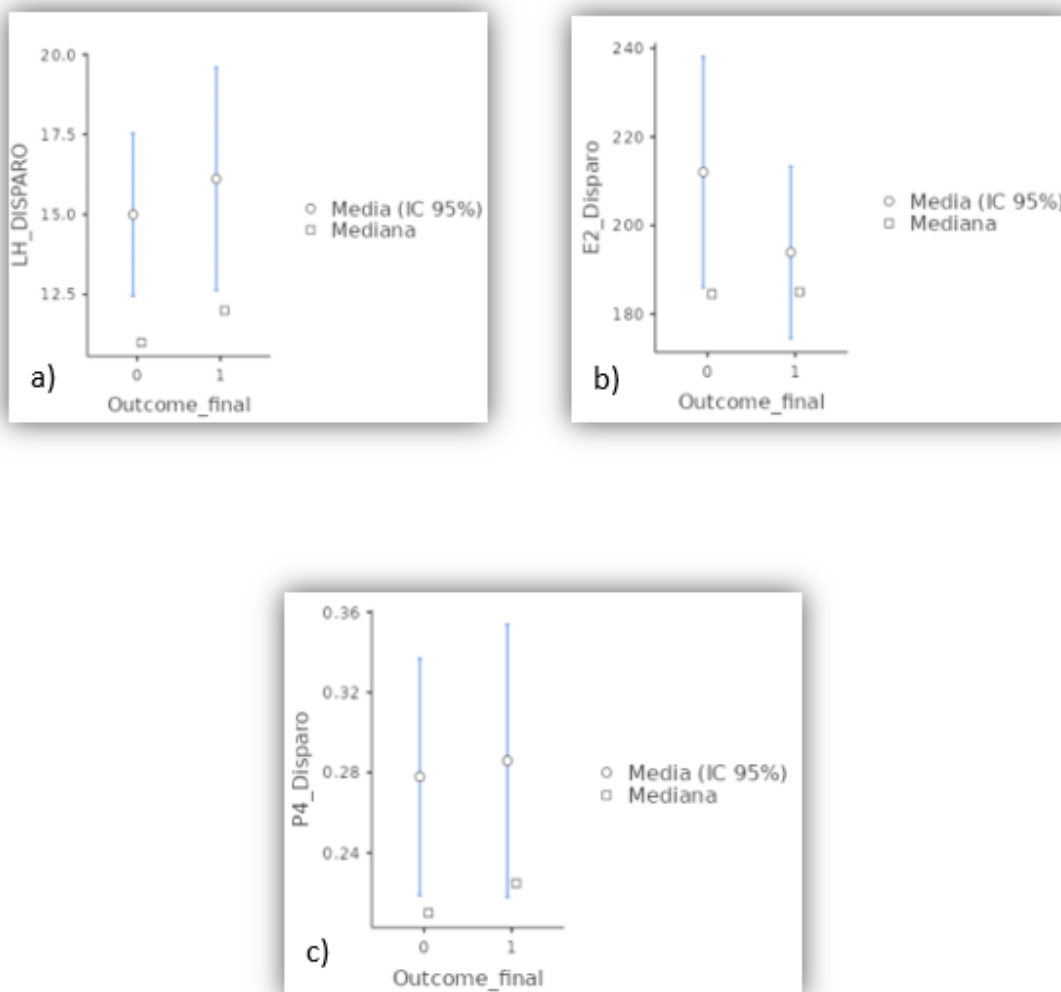 20.0
17.5
15.0
12.5
LH_DISPARO
0 1
Outcome_final
○ Media (IC 95%)
□ Mediana
a)
240
220
200
180
E2_Disparo
0 1
Outcome_final
○ Media (IC 95%)
□ Mediana
b)
0.36
0.32
0.28
0.24
P4_Disparo
0 1
Outcome_final
○ Media (IC 95%)
□ Mediana
c)